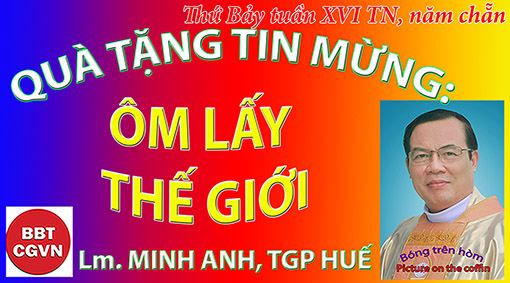 Thứ Bảy tuần XVI TN, năm chẵn
QUÀ TẶNG TIN MỪNG:
ÔM LẤY
THẾ GIỚI
BBT
CGVN
Lm. MINH ANH, TGP HUẾ
Bóng trên hòm
Picture on the coffin